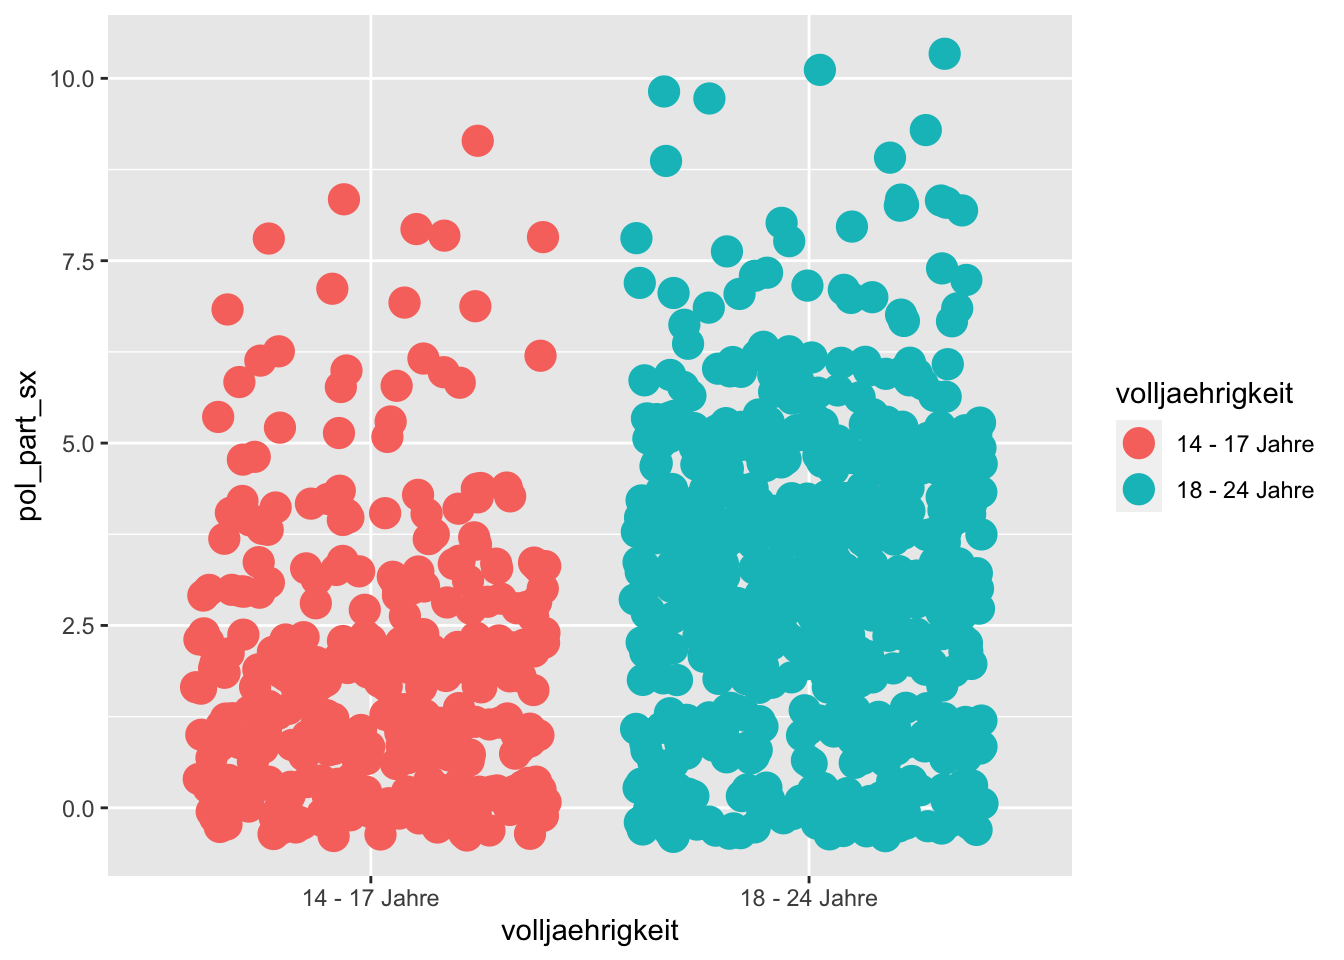 10.0
7.5
5.0
2.5
0.0
pol_part_sx
14 - 17 Jahre
18 - 24 Jahre
volljaehrigkeit
volljaehrigkeit
14 - 17 Jahre
18 - 24 Jahre